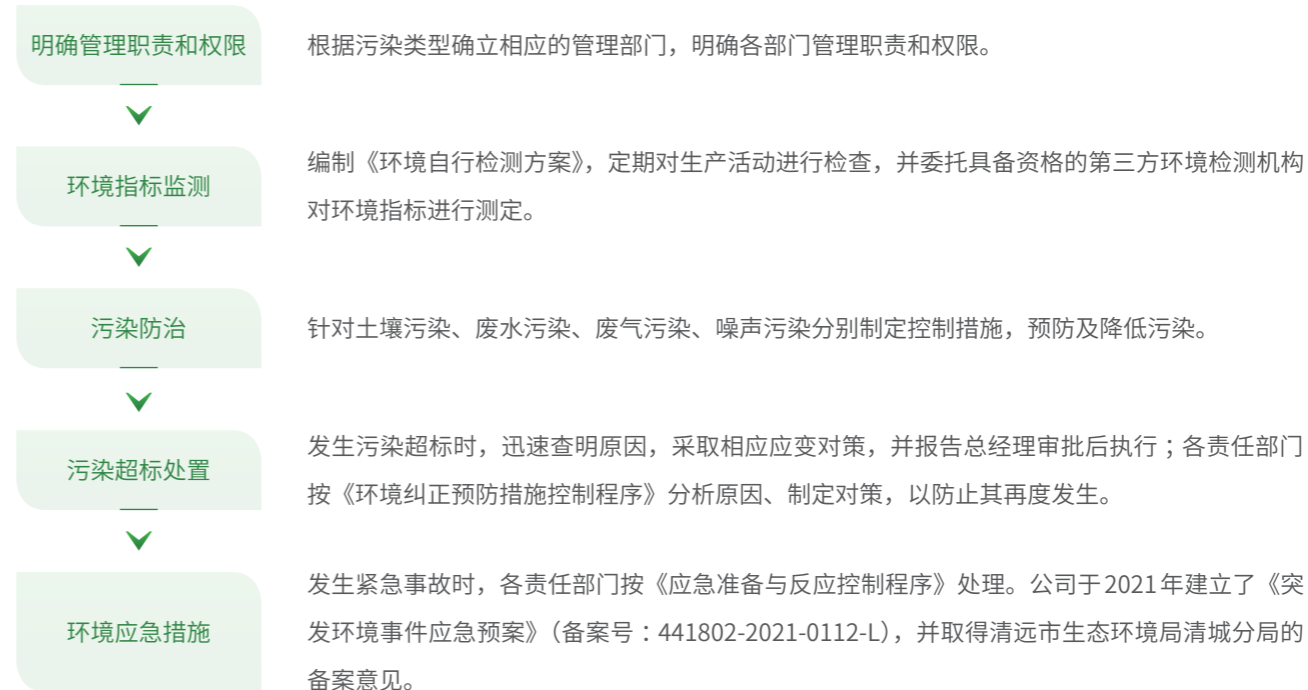 明确管理职责和权限
根据污染类型确立相应的管理部门，明确各部门管理职责和权限。
环境指标监测
编制《环境自行检测方案》，定期对生产活动进行检查，并委托具备资格的第三方环境检测机构
对环境指标进行测定。
污染防治
针对土壤污染、废水污染、废气污染、噪声污染分别制定控制措施，预防及降低污染。
污染超标处置
发生污染超标时，迅速查明原因，采取相应应变对策，并报告总经理审批后执行；各责任部门
按《环境纠正预防措施控制程序》分析原因、制定对策，以防止其再度发生。
环境应急措施
发生紧急事故时，各责任部门按《应急准备与反应控制程序》处理。公司于2021年建立了《突
发环境事件应急预案》（备案号：441802-2021-0112-L），并取得清远市生态环境局清城分局的
备案意见。